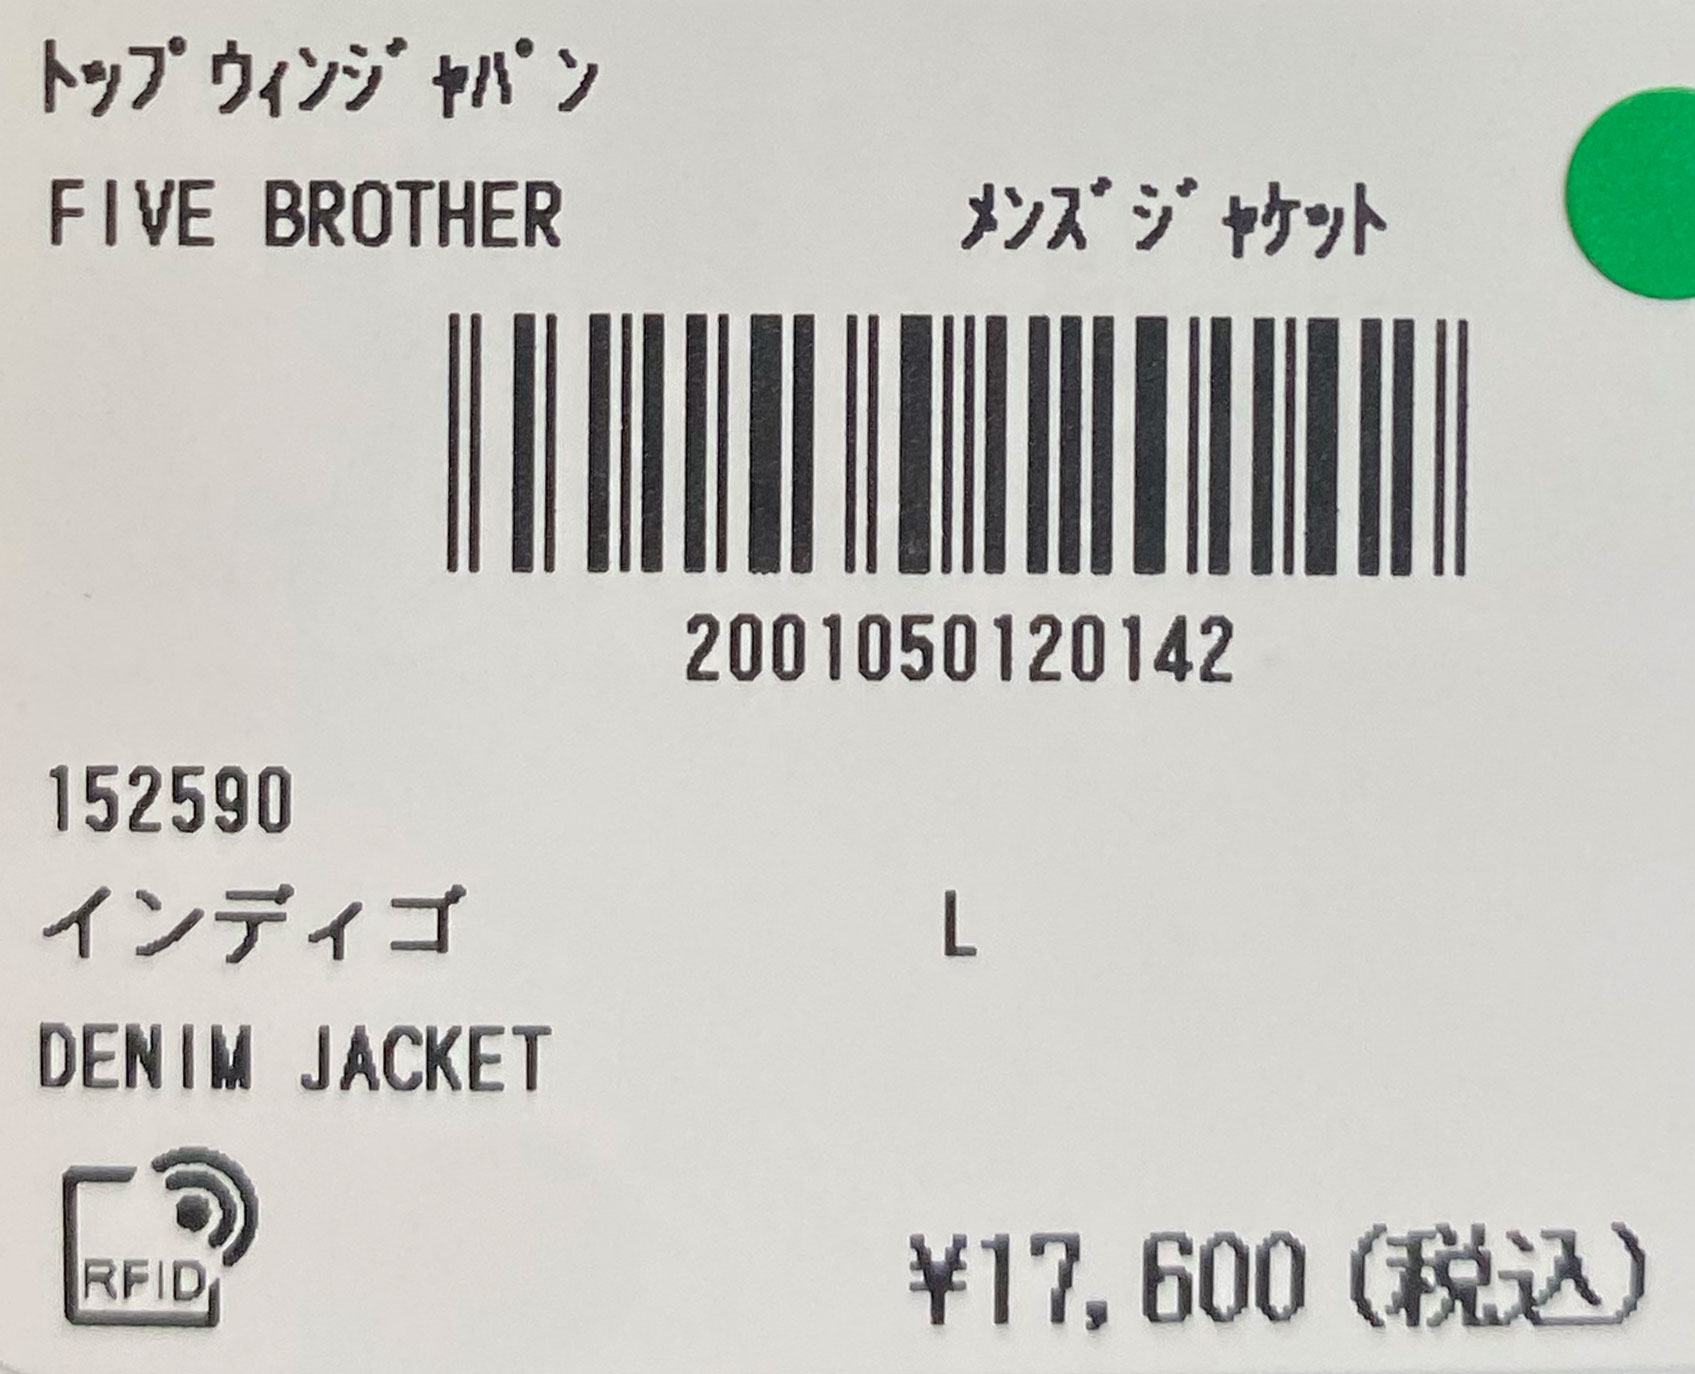 ﾄｯﾌﾟｳｨﾝｼﾞｬﾊﾟﾝ
FIVE BROTHER ﾒﾝｽﾞｼﾞｬｹｯﾄ
2001050120142
152590
インディゴ L
DENIM JACKET
RFID
¥17,600(税込)